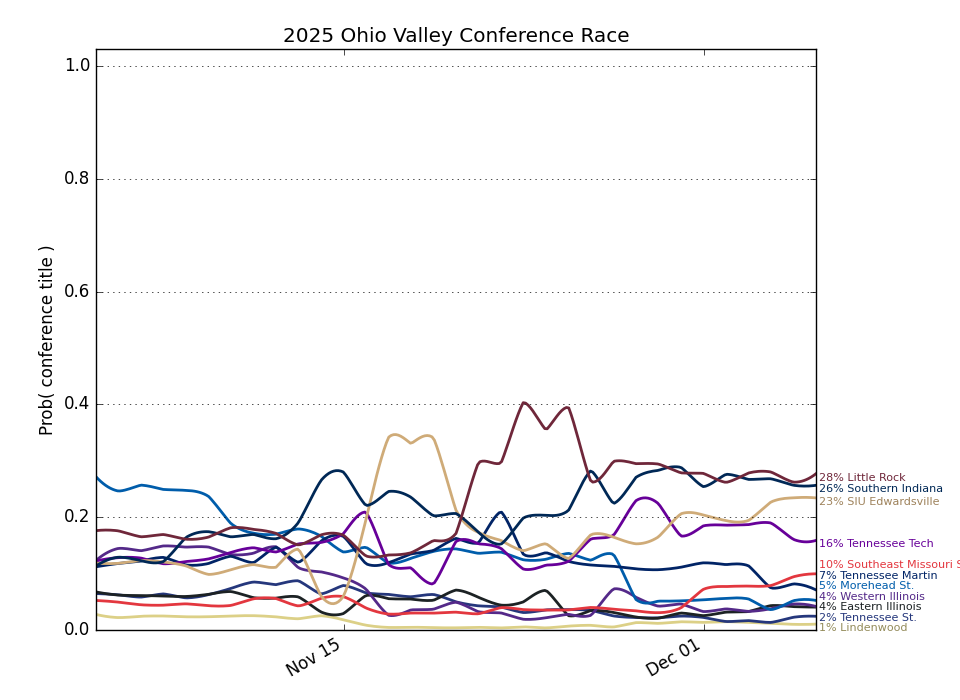 2025 Ohio Valley Conference Race
Prob( conference title )
1.0
0.8
0.6
0.4
0.2
0.0
Nov 15
Dec 01
28% Little Rock
26% Southern Indiana
23% SIU Edwardsville
16% Tennessee Tech
10% Southeast Missouri S
7% Tennessee Martin
5% Morehead St.
4% Western Illinois
4% Eastern Illinois
2% Tennessee St.
1% Lindenwood